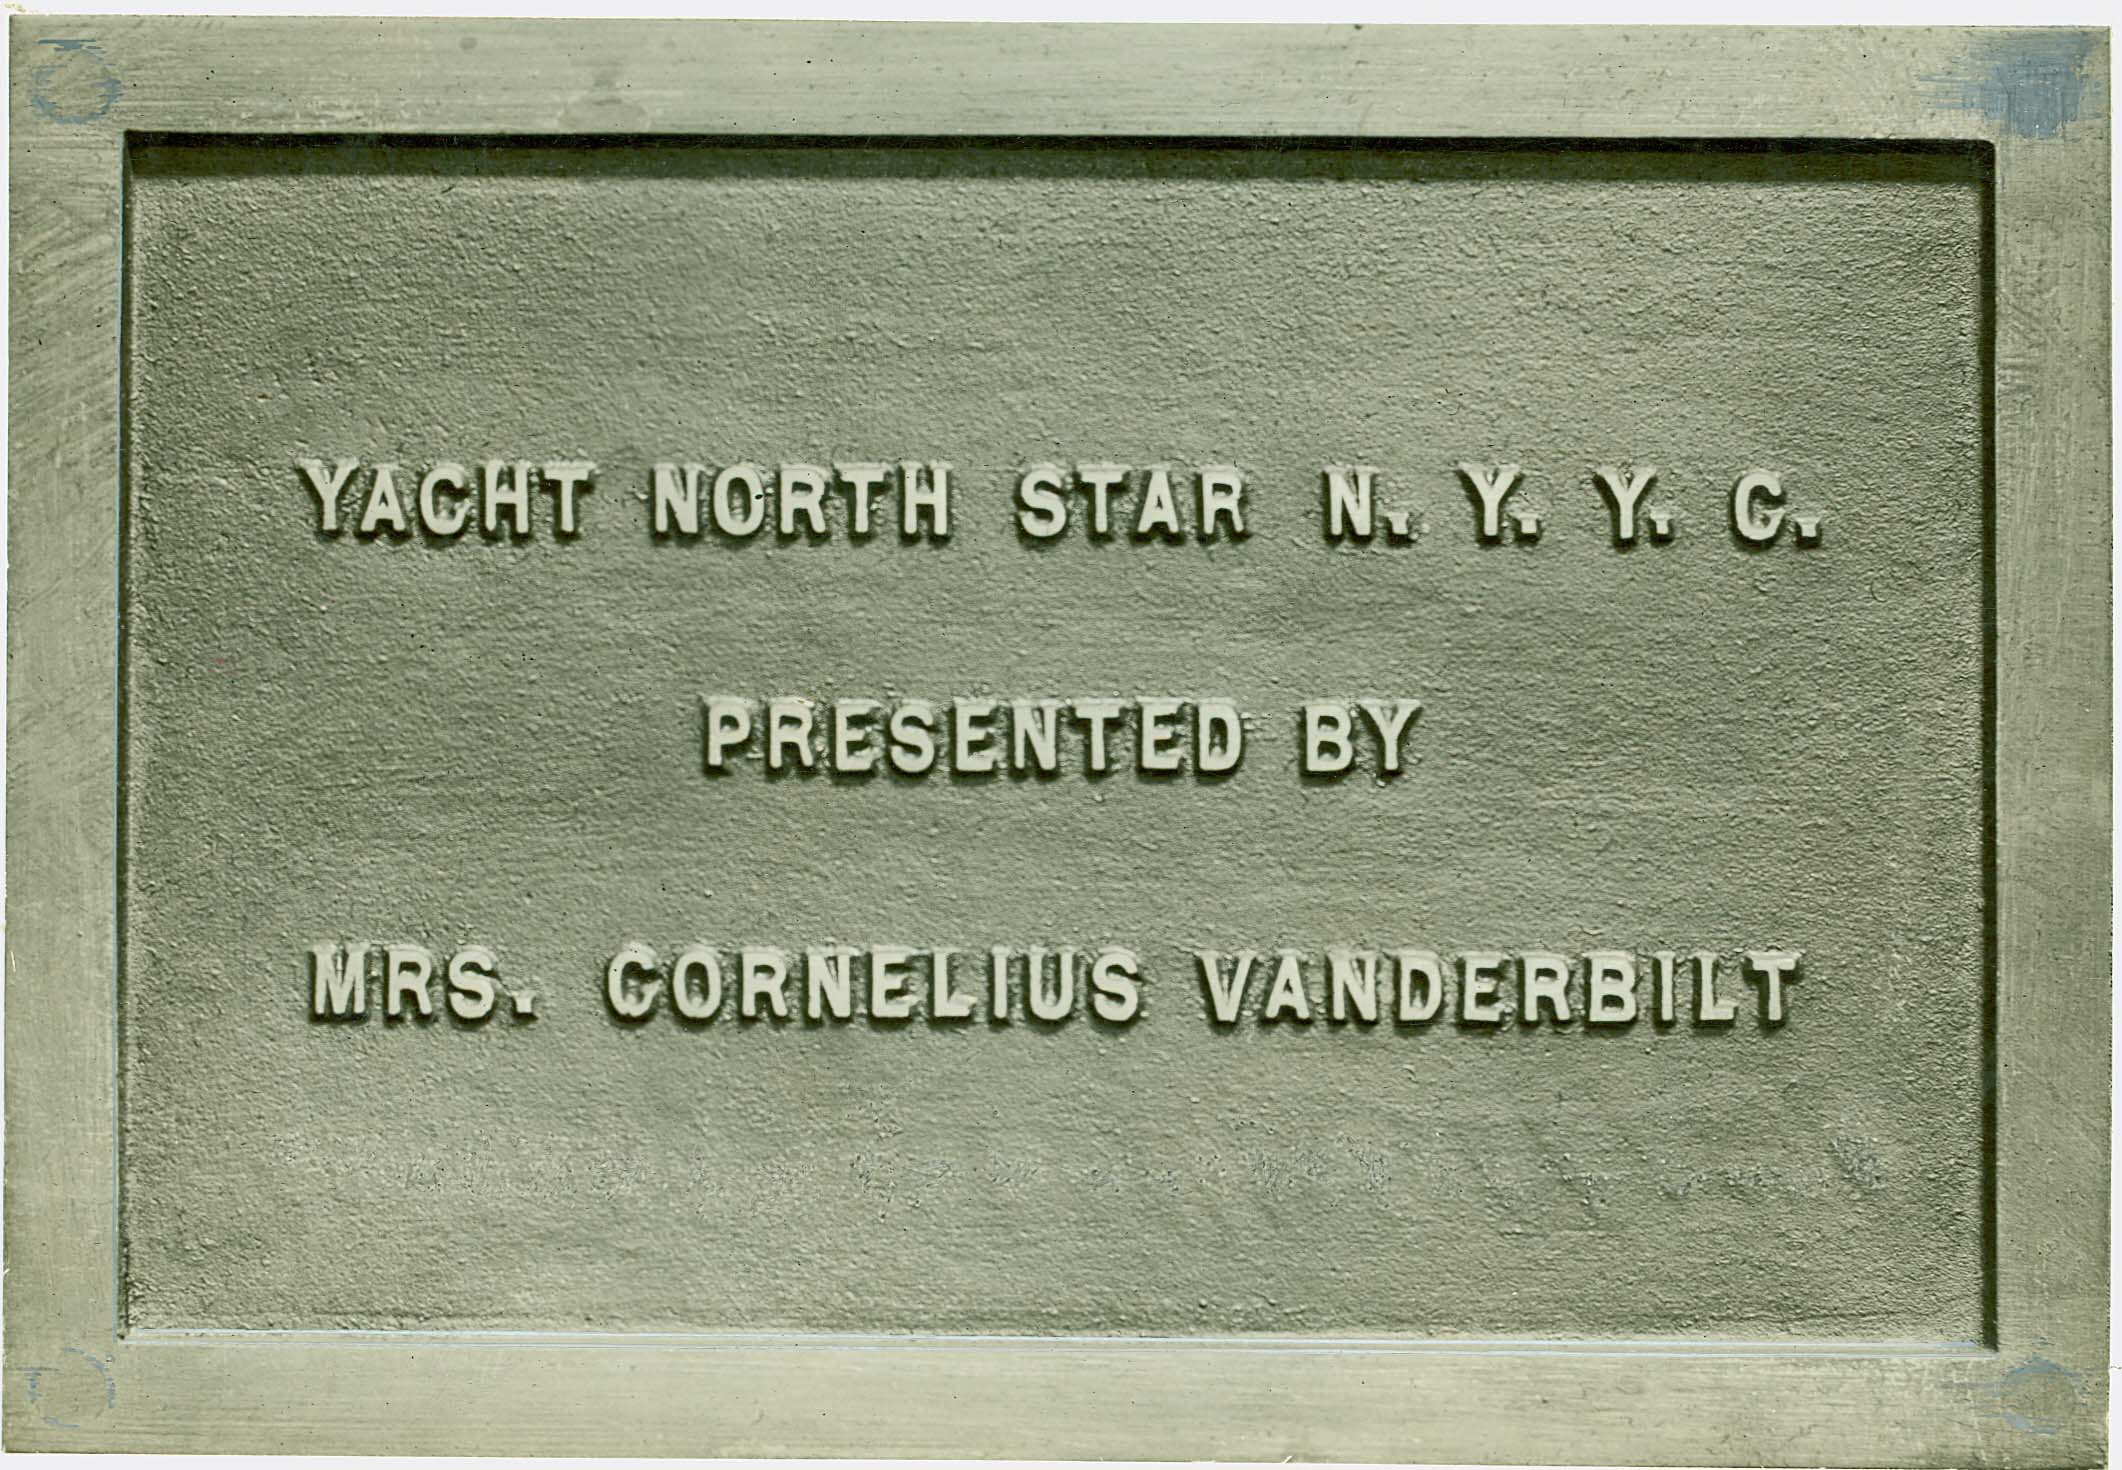 YACHT NORTH STAR N. Y. Y. C.
PRESENTED BY
MRS. CORNELIUS VANDERBILT